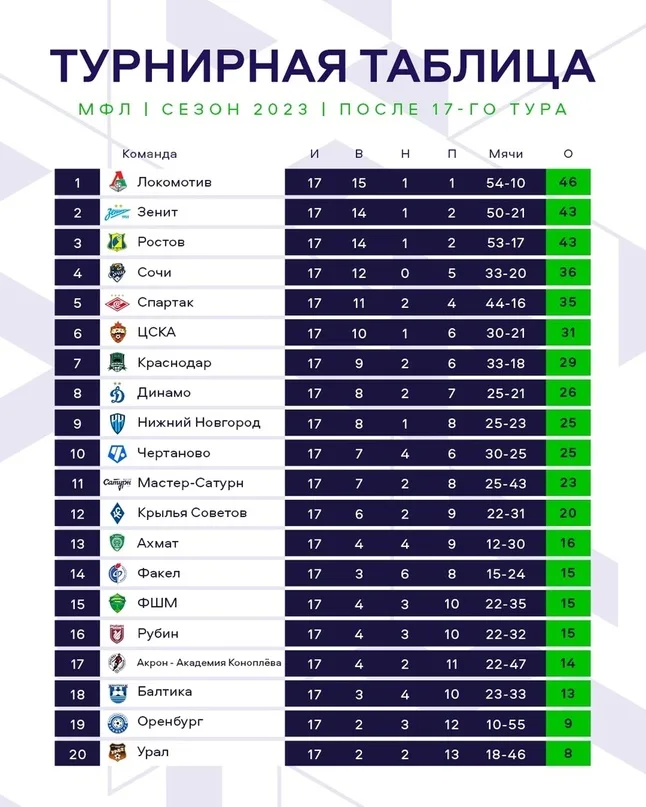 ТУРНИРНАЯ ТАБЛИЦА
МФЛ | СЕЗОН 2023 | ПОСЛЕ 17-ГО ТУРА
Команда И В Н П Мячи О
1 Локомотив 17 15 1 1 54-10 46
2 Зенит 17 14 1 2 50-21 43
3 Ростов 17 14 1 2 53-17 43
4 Сочи 17 12 0 5 33-20 36
5 Спартак 17 11 2 4 44-16 35
6 ЦСКА 17 10 1 6 30-21 31
7 Краснодар 17 9 2 6 33-18 29
8 Динамо 17 8 2 7 25-21 26
9 Нижний Новгород 17 8 1 8 25-23 25
10 Чертаново 17 7 4 6 30-25 25
11 Сатурн Мастер-Сатурн 17 7 2 8 25-43 23
12 Крылья Советов 17 6 2 9 22-31 20
13 Ахмат 17 4 4 9 12-30 16
14 Факел 17 3 6 8 15-24 15
15 ФШМ 17 4 3 10 22-35 15
16 Рубин 17 4 3 10 22-32 15
17 Акрон - Академия Коноплёва 17 4 2 11 22-47 14
18 Балтика 17 3 4 10 23-33 13
19 Оренбург 17 2 3 12 10-55 9
20 Урал 17 2 2 13 18-46 8